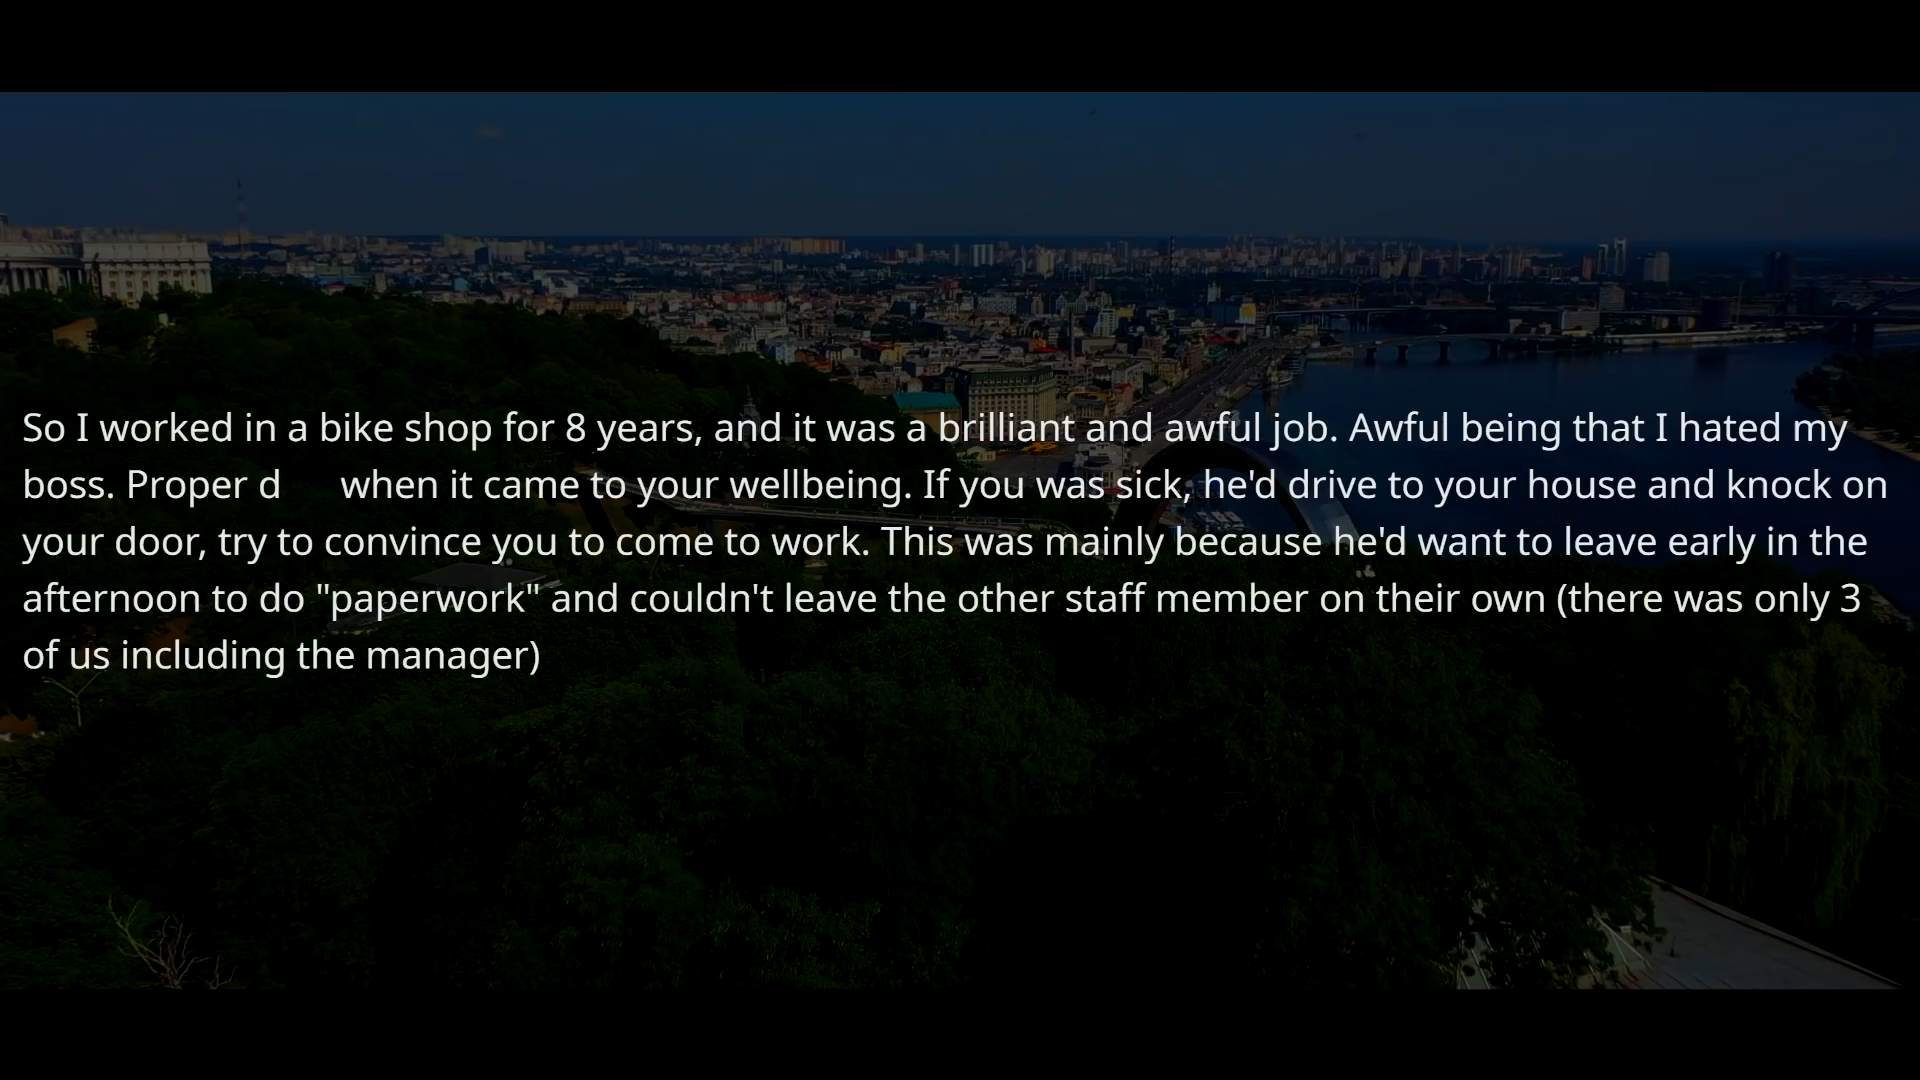 So I worked in a bike shop for 8 years, and it was a brilliant and awful job. Awful being that I hated my
boss. Proper d when it came to your wellbeing. If you was sick, he'd drive to your house and knock on
your door, try to convince you to come to work. This was mainly because he'd want to leave early in the
afternoon to do "paperwork" and couldn't leave the other staff member on their own (there was only 3
of us including the manager)